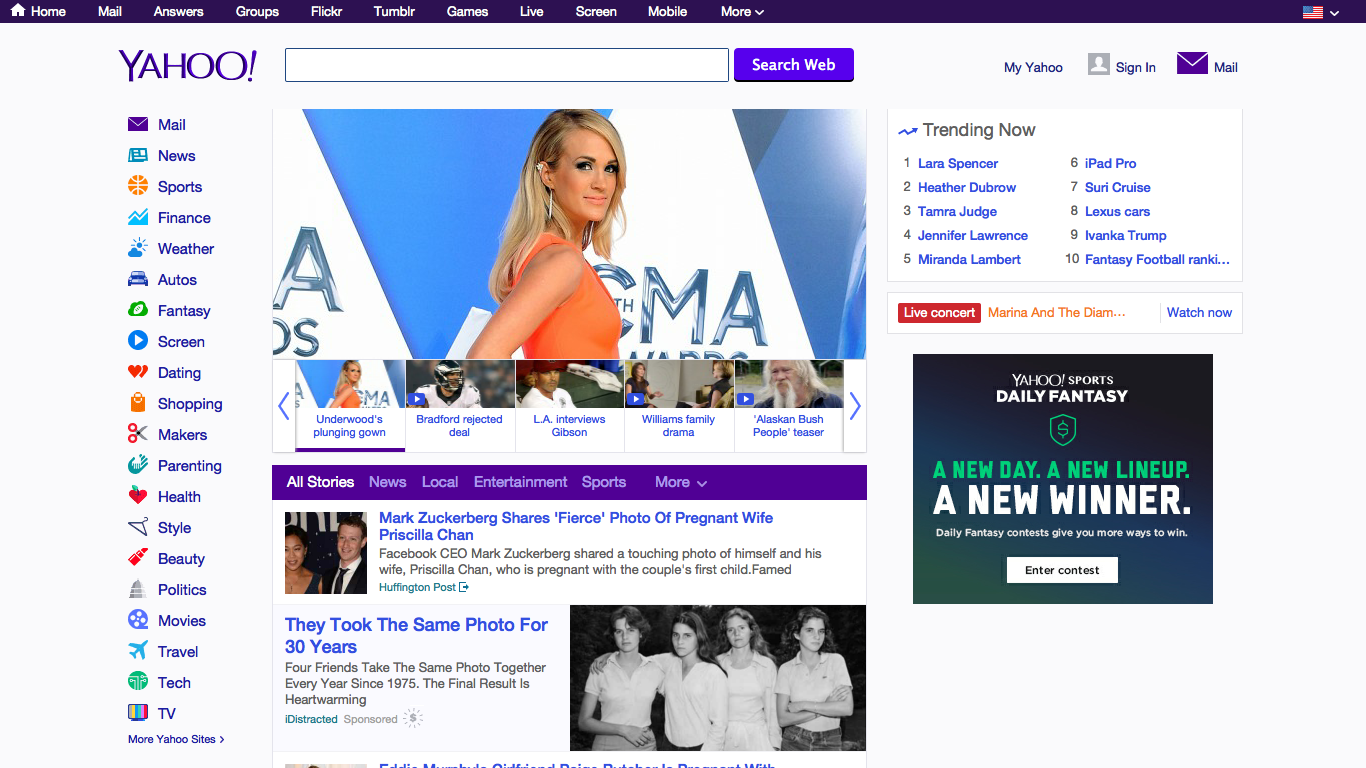 Home Mail Answers Groups Flickr Tumblr Games Live Screen Mobile More
YAHOO!
Search Web
My Yahoo Sign In Mail
Mail
News
Sports
Finance
Weather
Autos
Fantasy
Screen
Dating
Shopping
Makers
Parenting
Health
Style
Beauty
Politics
Movies
Travel
Tech
TV
More Yahoo Sites >
Underwood's
plunging gown
Bradford rejected
deal
L.A. interviews
Gibson
Williams family
drama
'Alaskan Bush
People' teaser
All Stories News Local Entertainment Sports More
Mark Zuckerberg Shares 'Fierce' Photo Of Pregnant Wife
Priscilla Chan
Facebook CEO Mark Zuckerberg shared a touching photo of himself and his
wife, Priscilla Chan, who is pregnant with the couple's first child.Famed
Huffington Post
They Took The Same Photo For
30 Years
Four Friends Take The Same Photo Together
Every Year Since 1975. The Final Result Is
Heartwarming
iDistracted Sponsored $
Trending Now
1 Lara Spencer
2 Heather Dubrow
3 Tamra Judge
4 Jennifer Lawrence
5 Miranda Lambert
6 iPad Pro
7 Suri Cruise
8 Lexus cars
9 Ivanka Trump
10 Fantasy Football ranki...
Live concert Marina And The Diam... Watch now
YAHOO! SPORTS
DAILY FANTASY
$
A NEW DAY. A NEW LINEUP.
A NEW WINNER.
Daily Fantasy contests give you more ways to win.
Enter contest